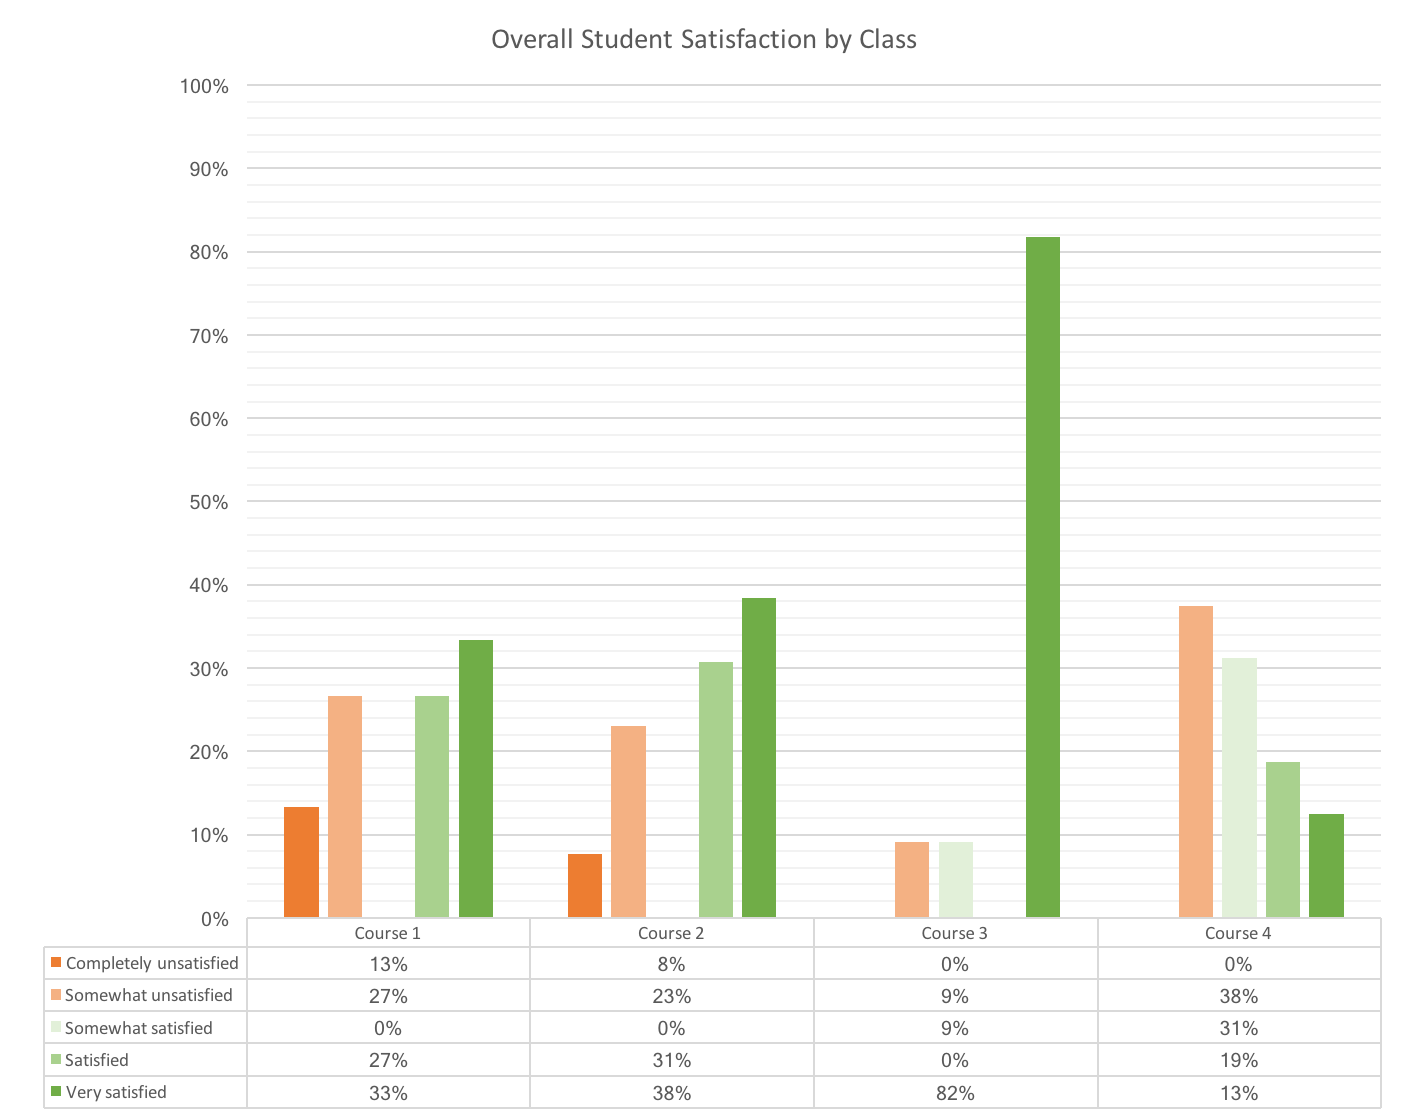 Overall Student Satisfaction by Class
100%
90%
80%
70%
60%
50%
40%
30%
20%
10%
0%
Course 1 Course 2 Course 3 Course 4
Completely unsatisfied 13% 8% 0% 0%
Somewhat unsatisfied 27% 23% 9% 38%
Somewhat satisfied 0% 0% 9% 31%
Satisfied 27% 31% 0% 19%
Very satisfied 33% 38% 82% 13%